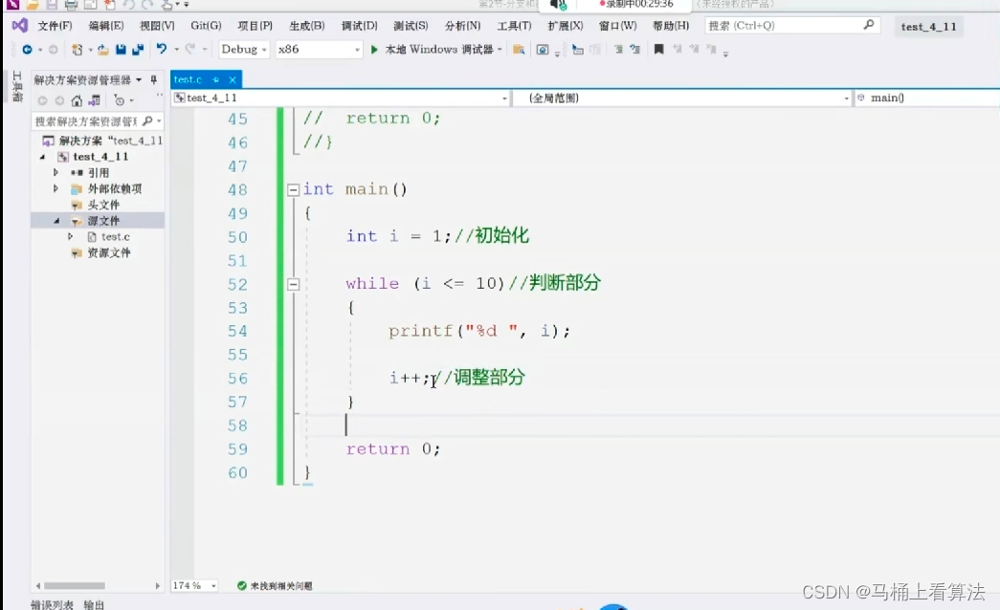 录制中00:29:36
文件(F) 编辑(E) 视图(V) Git(G) 项目(P) 生成(B) 调试(D) 测试(S) 分析(N) 工具(T) 扩展(X) 窗口(W) 帮助(H) 搜索 (Ctrl+Q) test_4_11
Debug x86 本地 Windows 调试器
工具箱
解决方案资源管理器
搜索解决方案资源管理
解决方案 "test_4_11
test_4_11
引用
外部依赖项
头文件
源文件
test.c
资源文件
test.c
test_4_11 (全局范围) main()
45 // return 0;
46 //}
47
48 int main()
49 {
50 int i = 1;//初始化
51
52 while (i <= 10)//判断部分
53 {
54 printf("%d ", i);
55
56 i++;//调整部分
57 }
58
59 return 0;
60 }
174 % 未找到相关问题
错误列表 输出
CSDN @马桶上看算法